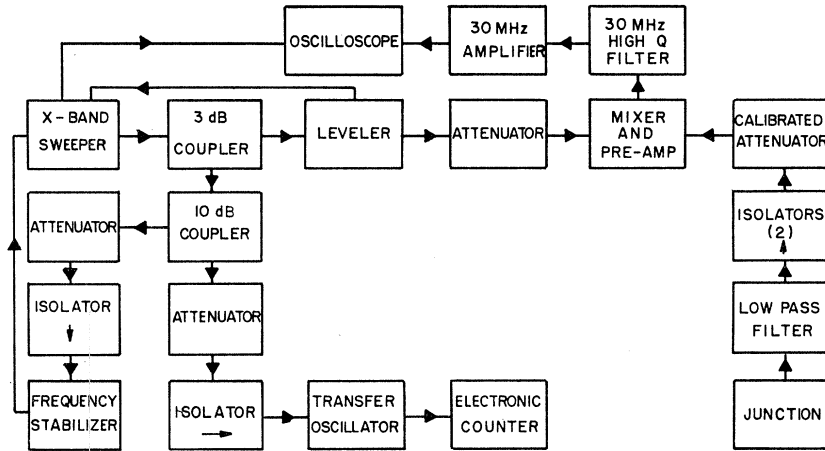 OSCILLOSCOPE
30 MHz
AMPLIFIER
30 MHz
HIGH Q
FILTER
X-BAND
SWEEPER
3 dB
COUPLER
LEVELER
ATTENUATOR
MIXER
AND
PRE-AMP
CALIBRATED
ATTENUATOR
ATTENUATOR
10 dB
COUPLER
ISOLATORS
(2)
ISOLATOR
ATTENUATOR
LOW PASS
FILTER
FREQUENCY
STABILIZER
ISOLATOR
TRANSFER
OSCILLATOR
ELECTRONIC
COUNTER
JUNCTION